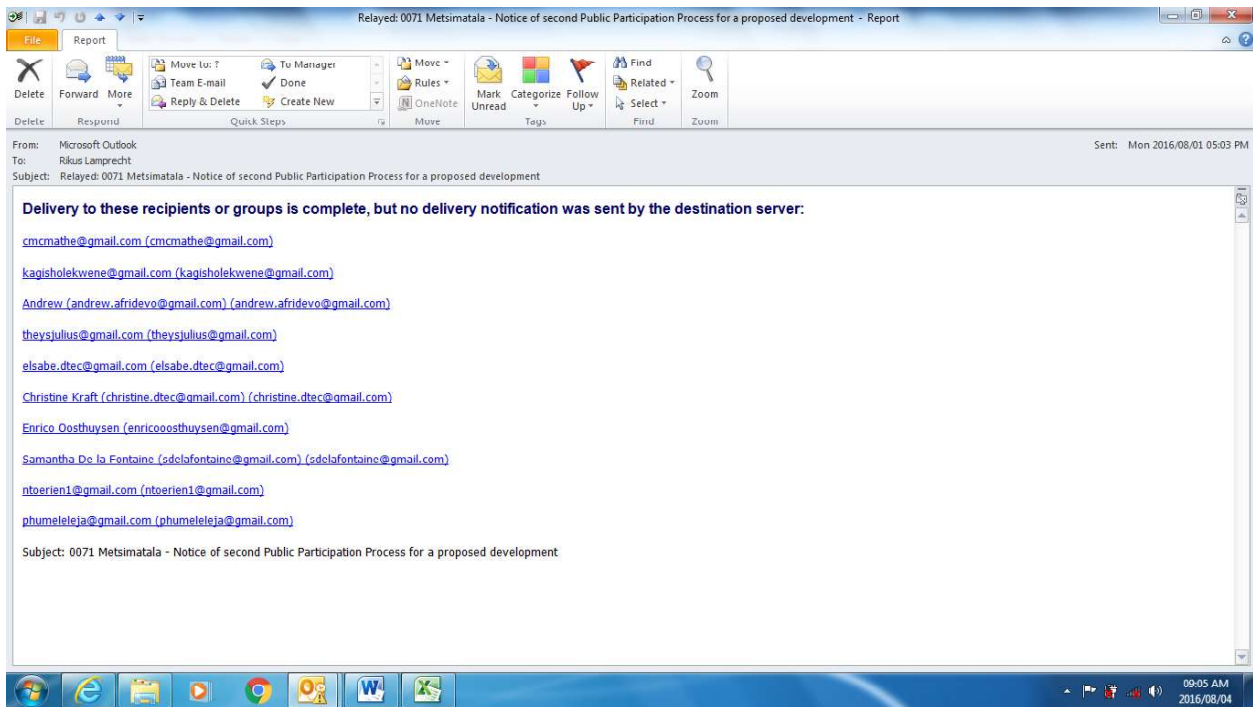 Relayed: 0071 Metsimatala - Notice of second Public Participation Process for a proposed development - Report
File Report
Move to: ? To Manager Move Find
Team E-mail Done Rules Related
Delete Forward More Reply & Delete Create New OneNote Mark Unread Categorize Follow Up Select Zoom
Delete Respond Quick Steps Move Tags Find Zoom
From: Microsoft Outlook Sent: Mon 2016/08/01 05:03 PM
To: Rikus Lamprecht
Subject: Relayed: 0071 Metsimatala - Notice of second Public Participation Process for a proposed development
Delivery to these recipients or groups is complete, but no delivery notification was sent by the destination server:
cmcmathe@gmail.com (cmcmathe@gmail.com)
kagisholekwene@gmail.com (kagisholekwene@gmail.com)
Andrew (andrew.afridevo@gmail.com) (andrew.afridevo@gmail.com)
theysjulius@gmail.com (theysjulius@gmail.com)
elsabe.dtec@gmail.com (elsabe.dtec@gmail.com)
Christine Kraft (christine.dtec@gmail.com) (christine.dtec@gmail.com)
Enrico Oosthuysen (enricooosthuysen@gmail.com)
Samantha De la Fontaine (sdelafontaine@gmail.com) (sdelafontaine@gmail.com)
ntoerien1@gmail.com (ntoerien1@gmail.com)
phumeleleja@gmail.com (phumeleleja@gmail.com)
Subject: 0071 Metsimatala - Notice of second Public Participation Process for a proposed development
09:05 AM
2016/08/04